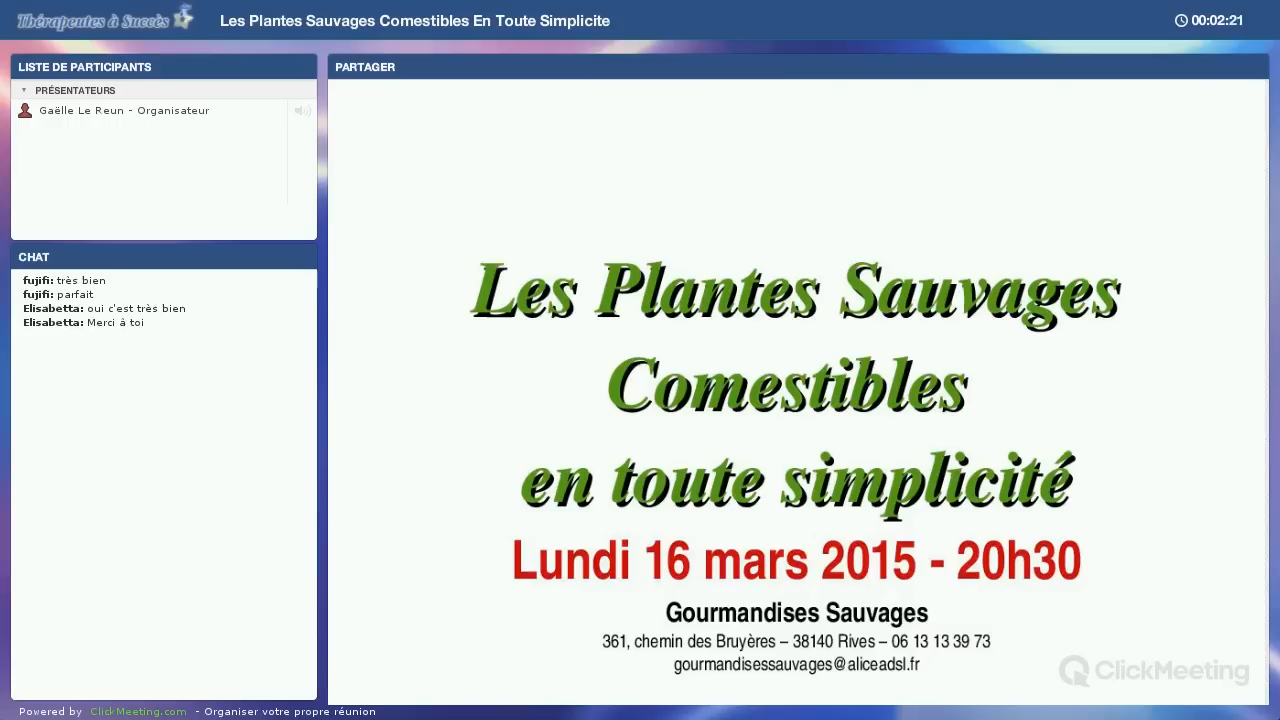 Thérapeutes à Succès
Les Plantes Sauvages Comestibles En Toute Simplicite
00:02:21
LISTE DE PARTICIPANTS
PRÉSENTATEURS
Gaëlle Le Reun - Organisateur
CHAT
fujifi: très bien
fujifi: parfait
Elisabetta: oui c'est très bien
Elisabetta: Merci à toi
PARTAGER
Les Plantes Sauvages
Comestibles
en toute simplicité
Lundi 16 mars 2015 - 20h30
Gourmandises Sauvages
361, chemin des Bruyères – 38140 Rives – 06 13 13 39 73
gourmandisessauvages@aliceadsl.fr
ClickMeeting
Powered by ClickMeeting.com - Organiser votre propre réunion